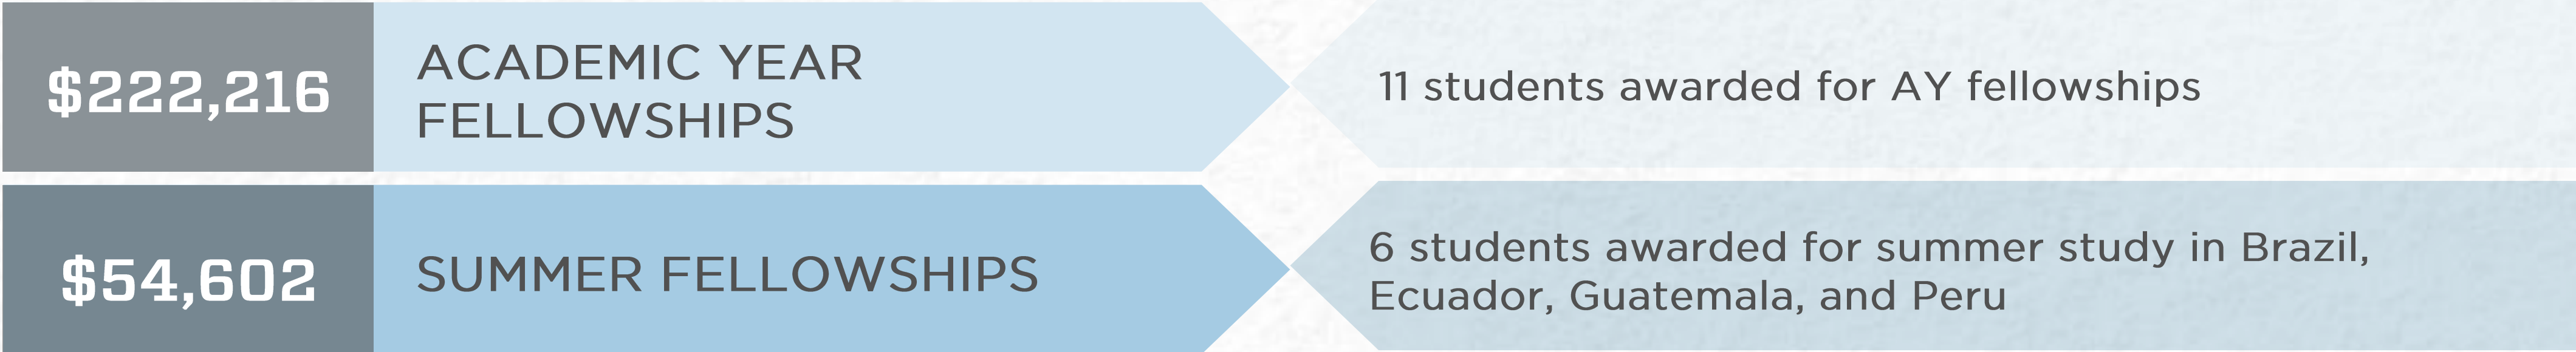 $222,216
ACADEMIC YEAR
FELLOWSHIPS
11 students awarded for AY fellowships
$54,602
SUMMER FELLOWSHIPS
6 students awarded for summer study in Brazil,
Ecuador, Guatemala, and Peru